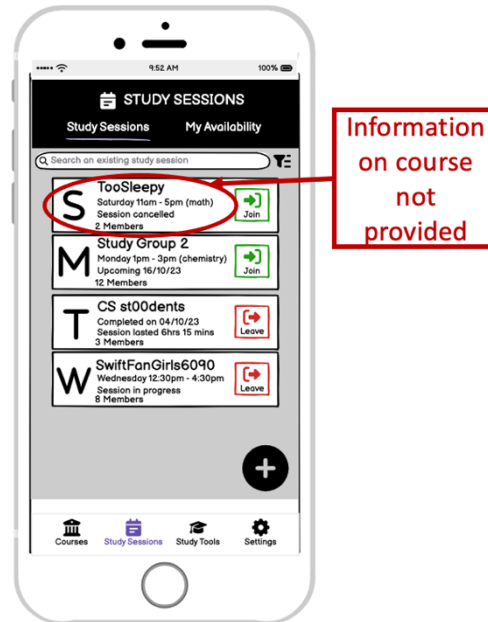 9:52 AM
100%
STUDY SESSIONS
Study Sessions
My Availability
Search an existing study session
S
TooSleepy
Saturday 11am - 5pm (math)
Session cancelled
2 Members
Join
M
Study Group 2
Monday 1pm - 3pm (chemistry)
Upcoming 16/10/23
12 Members
Join
T
CS st00dents
Completed on 04/10/23
Session lasted 6hrs 15 mins
3 Members
Leave
W
SwiftFanGirls6090
Wednesday 12:30pm - 4:30pm
Session in progress
8 Members
Leave
+
Courses
Study Sessions
Study Tools
Settings
Information
on course
not
provided